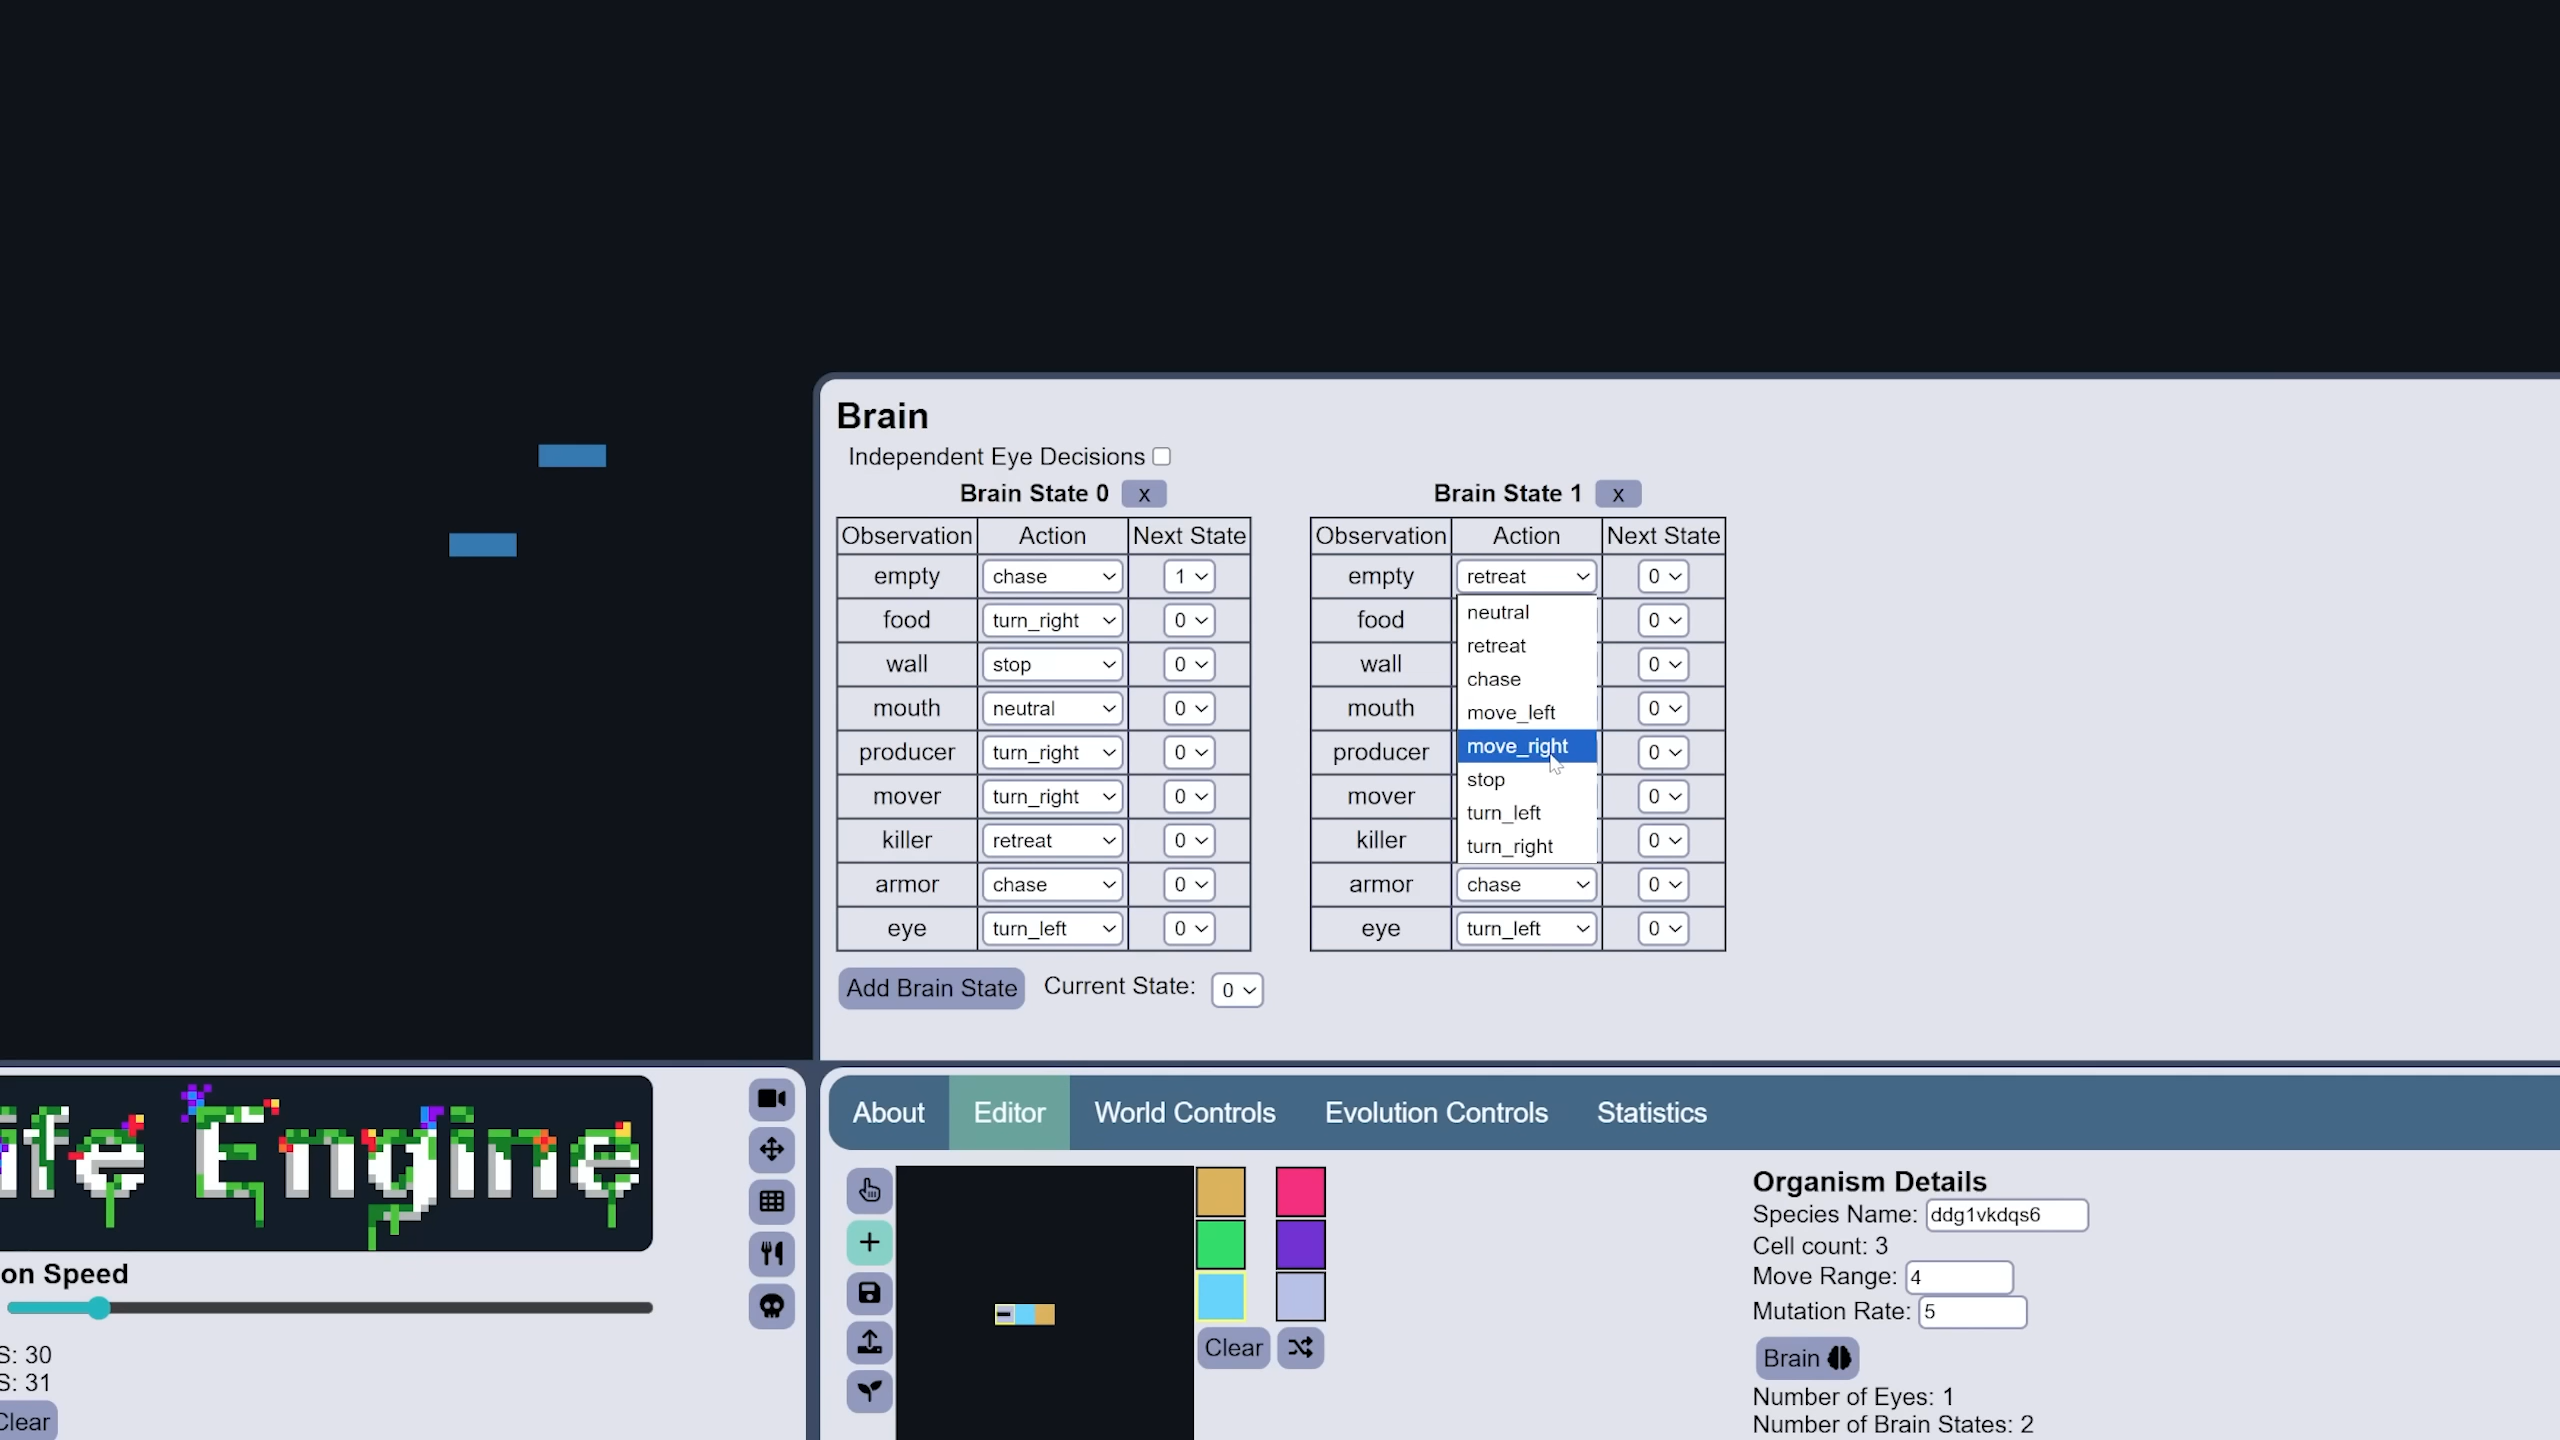 Brain
Independent Eye Decisions
Brain State 0 x
Observation Action Next State
empty chase 1
food turn_right 0
wall stop 0
mouth neutral 0
producer turn_right 0
mover turn_right 0
killer retreat 0
armor chase 0
eye turn_left 0
Brain State 1 x
Observation Action Next State
empty retreat 0
food 0
wall 0
mouth 0
producer 0
mover 0
killer 0
armor chase 0
eye turn_left 0
neutral
retreat
chase
move_left
move_right
stop
turn_left
turn_right
Add Brain State Current State: 0
ife Engine
on Speed
S: 30
S: 31
Clear
About Editor World Controls Evolution Controls Statistics
Clear
Organism Details
Species Name: ddg1vkdqs6
Cell count: 3
Move Range: 4
Mutation Rate: 5
Brain
Number of Eyes: 1
Number of Brain States: 2